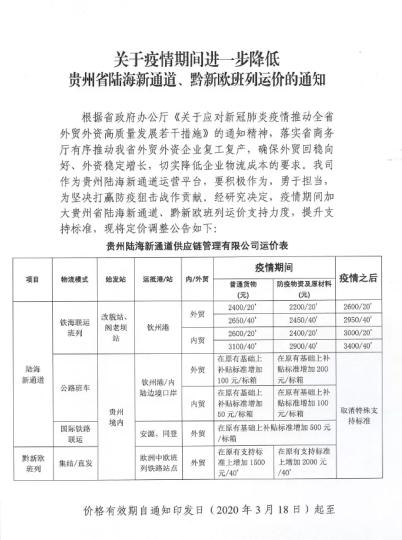 关于疫情期间进一步降低
贵州省陆海新通道、黔新欧班列运价的通知
根据省政府办公厅《关于应对新冠肺炎疫情推动全省
外贸外资高质量发展若干措施》的通知精神，落实省商务
厅有序推动我省外贸外资企业复工复产，确保外贸回稳向
好、外资稳定增长，切实降低企业物流成本的要求。我司
作为贵州陆海新通道运营平台，要积极作为，勇于担当，
为坚决打赢防疫狙击战作贡献。经研究决定，疫情期间加
大贵州省陆海新通道、黔新欧班列运价支持力度，提升支
持标准，现将定价调整公告如下：
贵州陆海新通道供应链管理有限公司运价表
项目 物流模式 始发站 运抵港/站 内/外贸 疫情期间 疫情之后
普通货物（元） 防疫物资及原材料（元）
陆海新通道 铁海联运班列 改貌站、阁老坝站 钦州港 外贸 2400/20' 2200/20' 2600/20'
2650/40' 2450/20' 2950/40'
内贸 2600/20' 2400/20' 3000/20'
3100/40' 2900/40' 3400/40'
公路班车 贵州境内 钦州港/内陆边境口岸 外贸 在原有基础上补贴标准增加100元/标箱 在原有基础上补贴标准增加200元/标箱 取消特殊支持标准
内贸 在原有基础上补贴标准增加50元/标箱 在原有基础上补贴标准增加100元/标箱
国际铁路联运 安源、同登 外贸 在原有基础上补贴标准增加500元/标箱
黔新欧班列 集结/直发 欧洲中欧班列铁路站点 外贸 在原有支持标准上增加1500元/40' 在原有支持标准上增加2000元/40'
价格有效期自通知印发日（2020年3月18日）起至